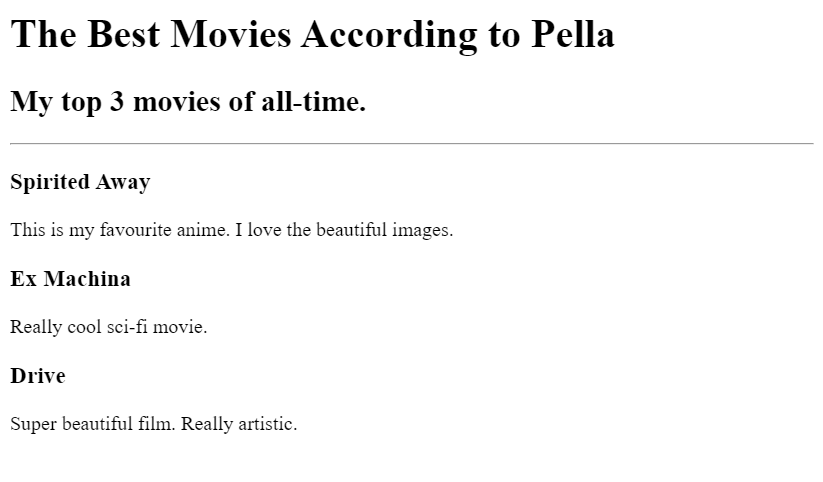 The Best Movies According to Pella
My top 3 movies of all-time.
Spirited Away
This is my favourite anime. I love the beautiful images.
Ex Machina
Really cool sci-fi movie.
Drive
Super beautiful film. Really artistic.